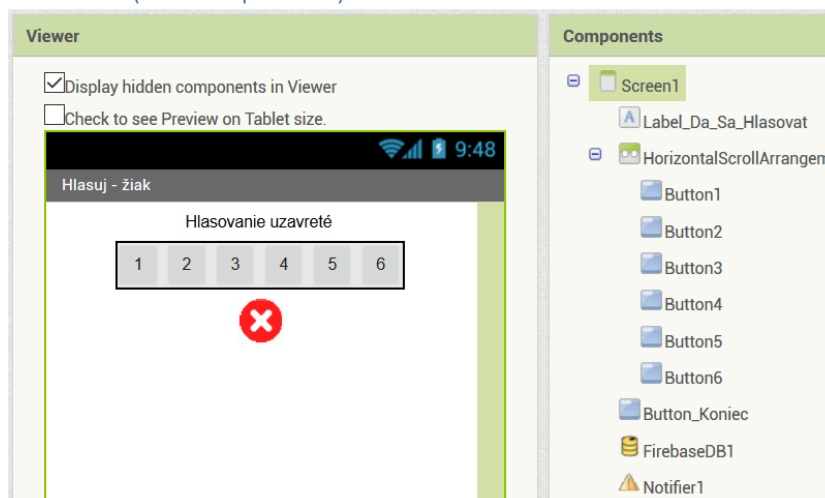 Viewer
Display hidden components in Viewer
Check to see Preview on Tablet size.
9:48
Hlasuj - žiak
Hlasovanie uzavreté
1 2 3 4 5 6
Components
Screen1
A Label_Da_Sa_Hlasovat
HorizontalScrollArrangem
Button1
Button2
Button3
Button4
Button5
Button6
Button_Koniec
FirebaseDB1
Notifier1